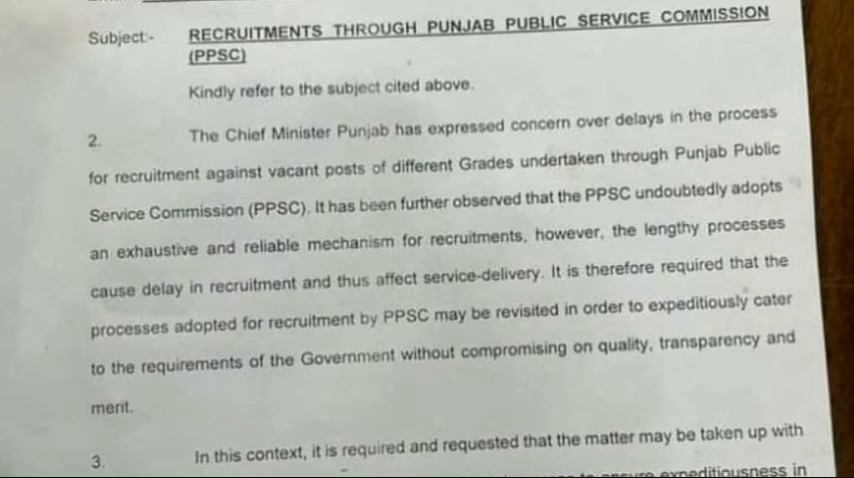 Subject:- RECRUITMENTS THROUGH PUNJAB PUBLIC SERVICE COMMISSION
(PPSC)
Kindly refer to the subject cited above.
2. The Chief Minister Punjab has expressed concern over delays in the process
for recruitment against vacant posts of different Grades undertaken through Punjab Public
Service Commission (PPSC). It has been further observed that the PPSC undoubtedly adopts
an exhaustive and reliable mechanism for recruitments, however, the lengthy processes
cause delay in recruitment and thus affect service-delivery. It is therefore required that the
processes adopted for recruitment by PPSC may be revisited in order to expeditiously cater
to the requirements of the Government without compromising on quality, transparency and
merit.
3. In this context, it is required and requested that the matter may be taken up with
to ensure expeditiousness in